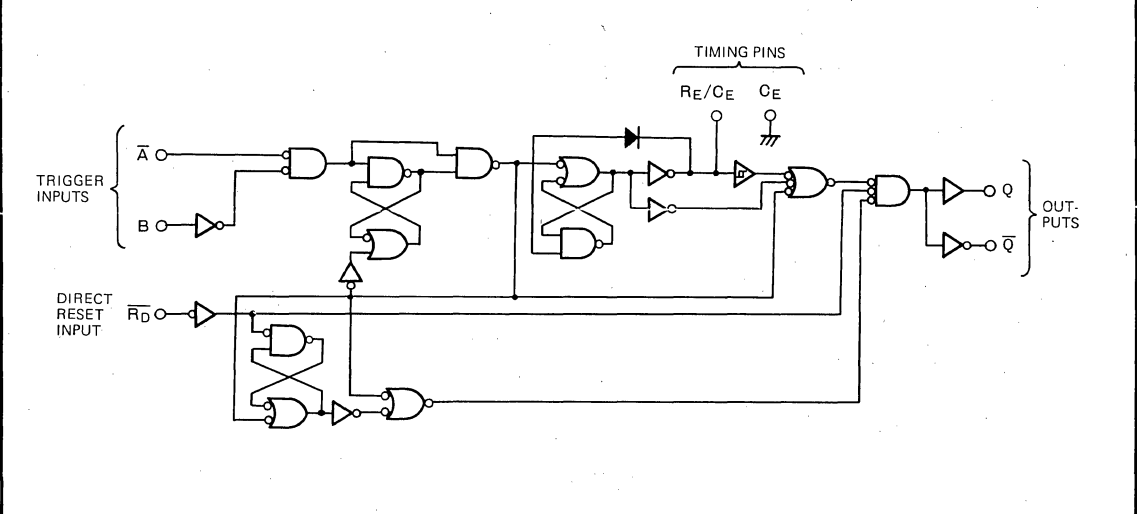 TIMING PINS
RE/CE CE
A̅
TRIGGER
INPUTS
B
Q
OUT-
PUTS
Q̅
DIRECT
RESET
INPUT
R̅D̅